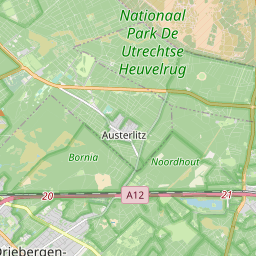 Nationaal
Park De
Utrechtse
Heuvelrug
Austerlitz
Bornia
Noordhout
20
A12
21
Driebergen-